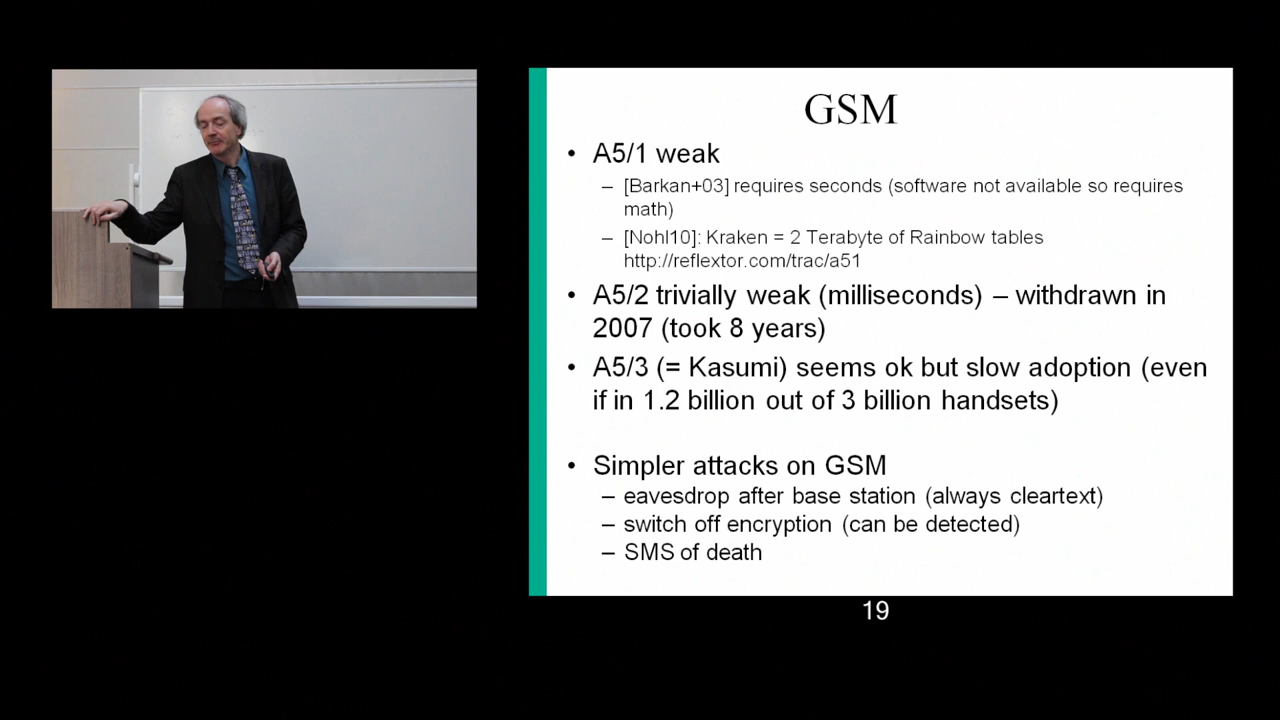 GSM
• A5/1 weak
– [Barkan+03] requires seconds (software not available so requires
math)
– [Nohl10]: Kraken = 2 Terabyte of Rainbow tables
http://reflextor.com/trac/a51
• A5/2 trivially weak (milliseconds) – withdrawn in
2007 (took 8 years)
• A5/3 (= Kasumi) seems ok but slow adoption (even
if in 1.2 billion out of 3 billion handsets)
• Simpler attacks on GSM
– eavesdrop after base station (always cleartext)
– switch off encryption (can be detected)
– SMS of death
19